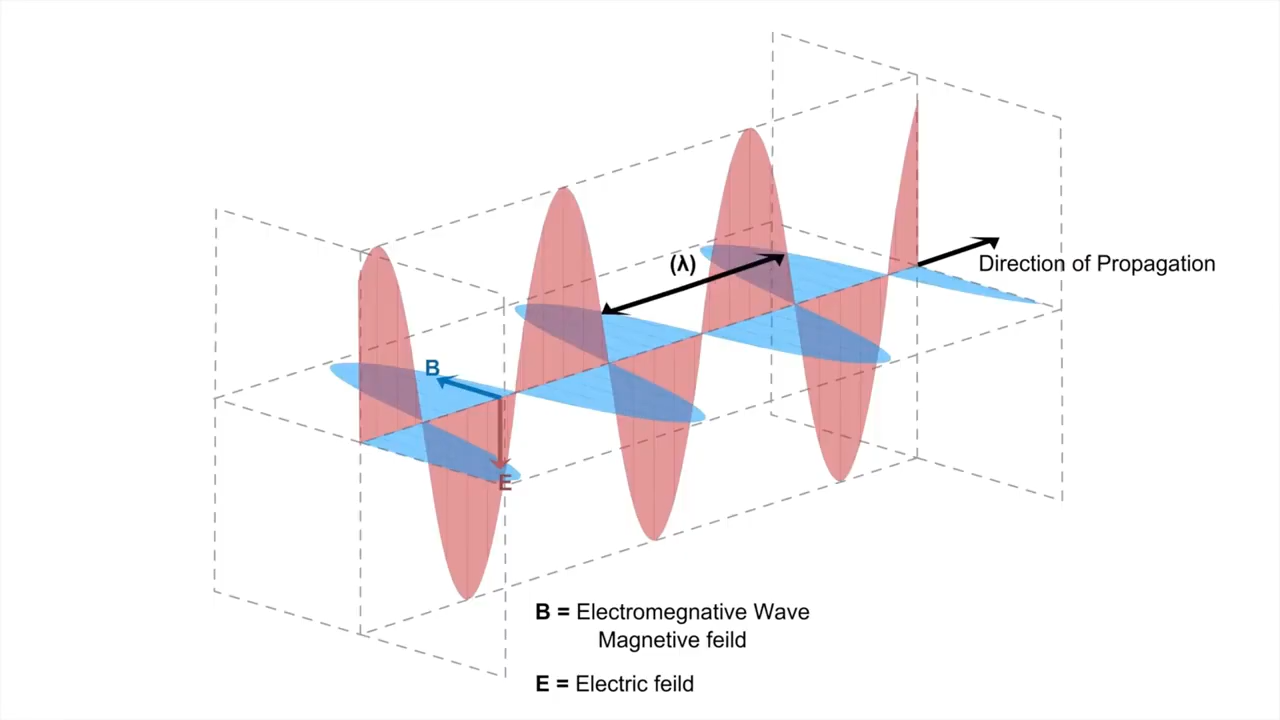 (λ)
Direction of Propagation
B
E
B = Electromegnative Wave
Magnetive feild
E = Electric feild